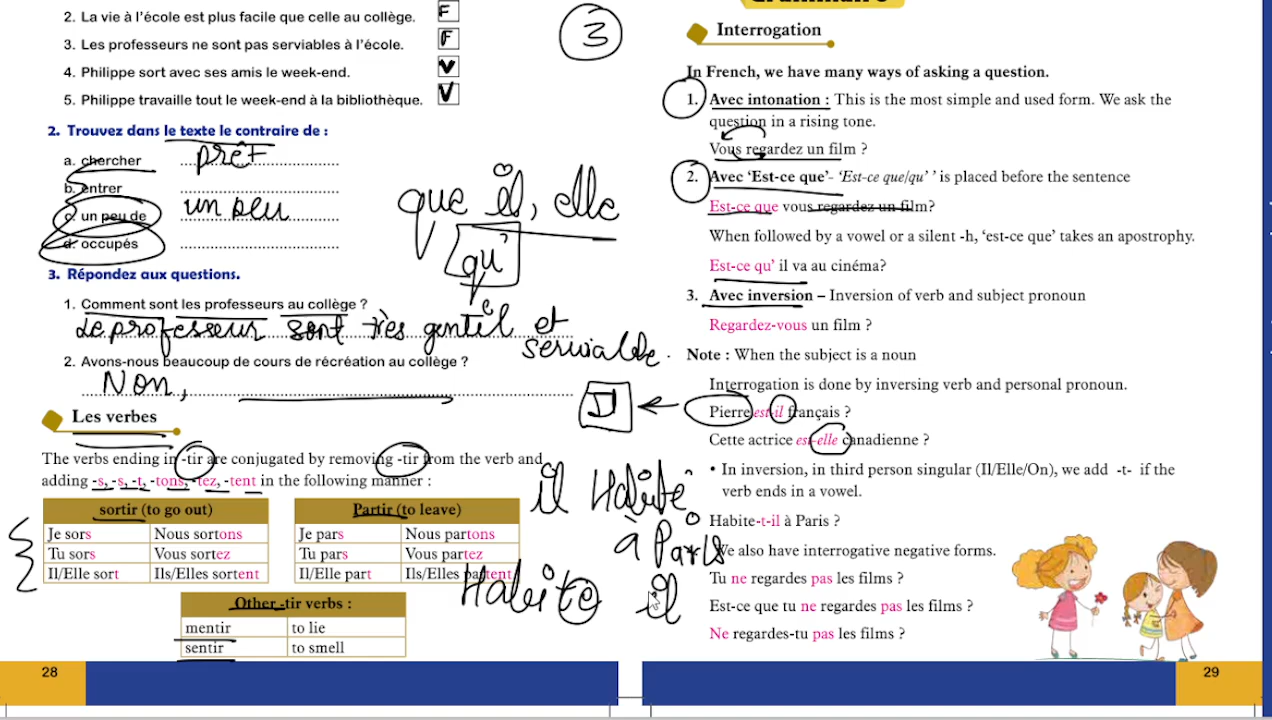 2. La vie à l'école est plus facile que celle au collège. F
3. Les professeurs ne sont pas serviables à l'école. F
4. Philippe sort avec ses amis le week-end. V
5. Philippe travaille tout le week-end à la bibliothèque. V
2. Trouvez dans le texte le contraire de :
a. chercher
b. entrer
c. un peu de un peu
d. occupés
que il, elle
qu'
3. Répondez aux questions.
1. Comment sont les professeurs au collège ?
Le professeur sont très gentil et
2. Avons-nous beaucoup de cours de récréation au collège ?
Non,
Les verbes
The verbs ending in -tir are conjugated by removing -tir from the verb and
adding -s, -s, -t, -tons, -tez, -tent in the following manner :
sortir (to go out)
Je sors Nous sortons
Tu sors Vous sortez
Il/Elle sort Ils/Elles sortent
Partir (to leave)
Je pars Nous partons
Tu pars Vous partez
Il/Elle part Ils/Elles partent
Other -tir verbs :
mentir to lie
sentir to smell
28
3
Interrogation
In French, we have many ways of asking a question.
1. Avec intonation : This is the most simple and used form. We ask the
question in a rising tone.
Vous regardez un film ?
2. Avec 'Est-ce que'- 'Est-ce que/qu' ' is placed before the sentence
Est-ce que vous regardez un film?
When followed by a vowel or a silent -h, 'est-ce que' takes an apostrophy.
Est-ce qu' il va au cinéma?
3. Avec inversion – Inversion of verb and subject pronoun
Regardez-vous un film ?
Note : When the subject is a noun
Interrogation is done by inversing verb and personal pronoun.
Pierre est-il français ?
Cette actrice est-elle canadienne ?
• In inversion, in third person singular (Il/Elle/On), we add -t- if the
verb ends in a vowel.
il Habite
à Paris
Habite il
Habite-t-il à Paris ?
We also have interrogative negative forms.
Tu ne regardes pas les films ?
Est-ce que tu ne regardes pas les films ?
Ne regardes-tu pas les films ?
29